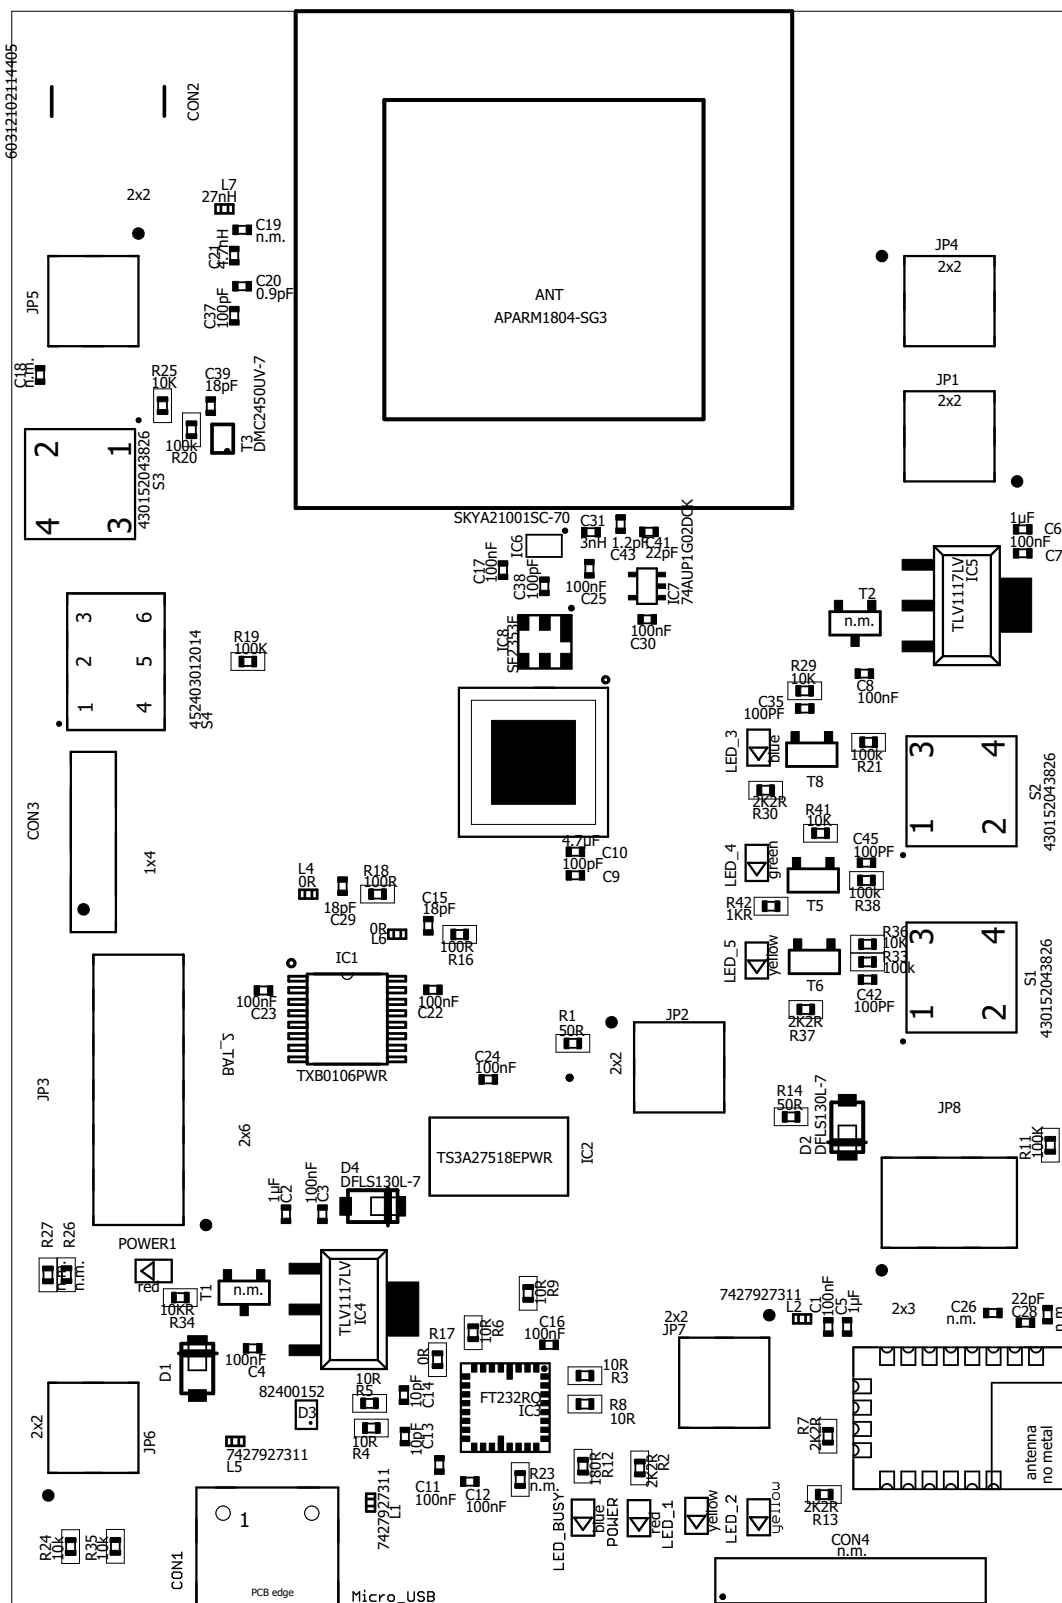 60312102114405
CON2
2x2
L7
27nH
C19
n.m.
C21
4.7nH
C20
0.9pF
C37
100pF
JP5
ANT
APARM1804-SG3
JP4
2x2
JP1
2x2
C18
n.m.
R25
10K
C39
18pF
100k
R20
T3
DMC2450UV-7
2 1
4 3
430152043826
S3
SKYA21001SC-70
IC6
C31
3nH
1.2pF
C43
C41
22pF
C17
100nF
C38
100pF
100nF
C25
IC7
74AUP1G02DCK
100nF
C30
1µF
C6
100nF
C7
TLV1117LV
IC5
T2
n.m.
IC8
SE2353E
3 6
2 5
1 4
452403012014
S4
R19
100K
R29
10K
C35
100PF
C8
100nF
LED_3
blue
T8
100k
R21
2K2R
R30
3 4
1 2
S2
430152043826
R41
10K
CON3
1x4
4.7uF
C10
100pF
C9
LED_4
green
C45
100PF
T5
100k
R38
R42
1KR
L4
0R
18pF
C29
R18
100R
C15
18pF
0R
L6
100R
R16
LED_5
yellow
T6
R36
10K
R33
100k
C42
100PF
2K2R
R37
3 4
1 2
S1
430152043826
IC1
100nF
C23
100nF
C22
TXB0106PWR
BAT_2
JP3
2x6
R1
50R
C24
100nF
JP2
2x2
TS3A27518EPWR
IC2
R14
50R
D2
DFLS130L-7
JP8
R11
100K
1µF
C2
100nF
C3
D4
DFLS130L-7
R27
n.m.
R26
n.m.
POWER1
red
10KR
R34
T1
n.m.
TLV1117LV
IC4
10R
R9
10R
R6
C16
100nF
R17
0R
7427927311
L2
C1
100nF
C5
1µF
2x3
C26
n.m.
22pF
C28
n.m.
D1
100nF
C4
82400152
D3
10R
R5
10R
R4
10pF
C14
10pF
C13
FT232RQ
IC3
10R
R3
R8
10R
2x2
JP7
2x2
JP6
7427927311
L5
C11
100nF
C12
100nF
R23
n.m.
180R
R12
2K2R
R2
R7
2K2R
2K2R
R13
antenna
no metal
7427927311
L1
R24
10k
R35
10k
CON1
1
PCB edge
Micro_USB
LED_BUSY
blue
POWER
red
LED_1
yellow
LED_2
yellow
CON4
n.m.